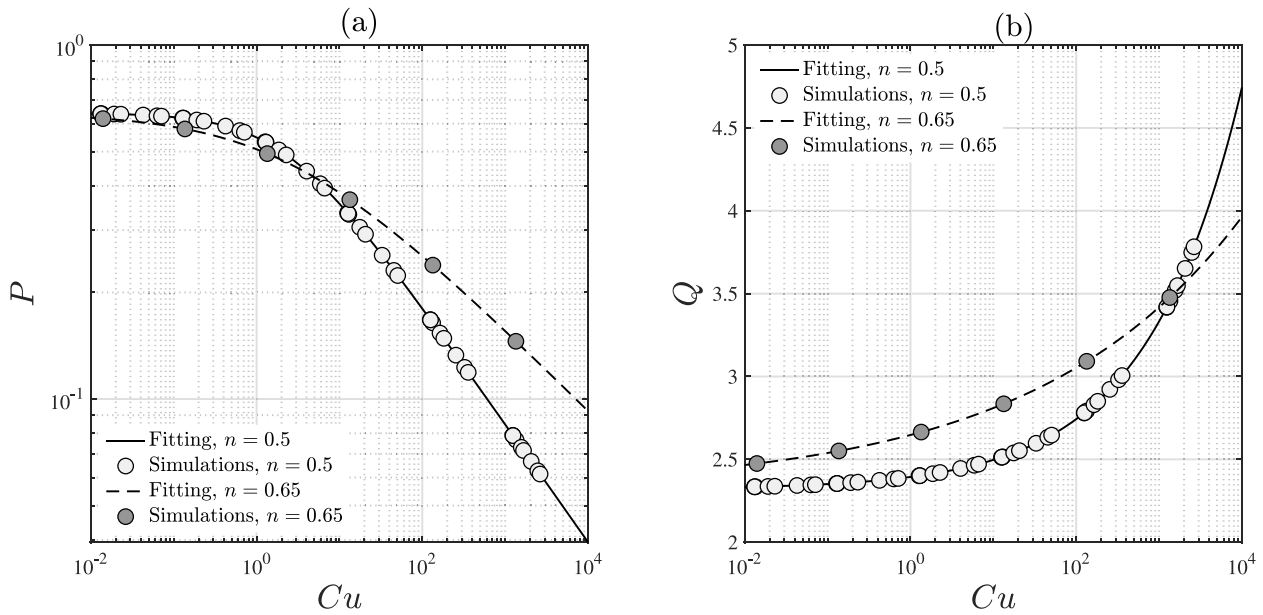 (a)
10^0
10^-1
P
Fitting, n = 0.5
Simulations, n = 0.5
Fitting, n = 0.65
Simulations, n = 0.65
10^-2
10^0
10^2
10^4
Cu
(b)
5
4.5
4
3.5
3
2.5
2
Q
Fitting, n = 0.5
Simulations, n = 0.5
Fitting, n = 0.65
Simulations, n = 0.65
10^-2
10^0
10^2
10^4
Cu